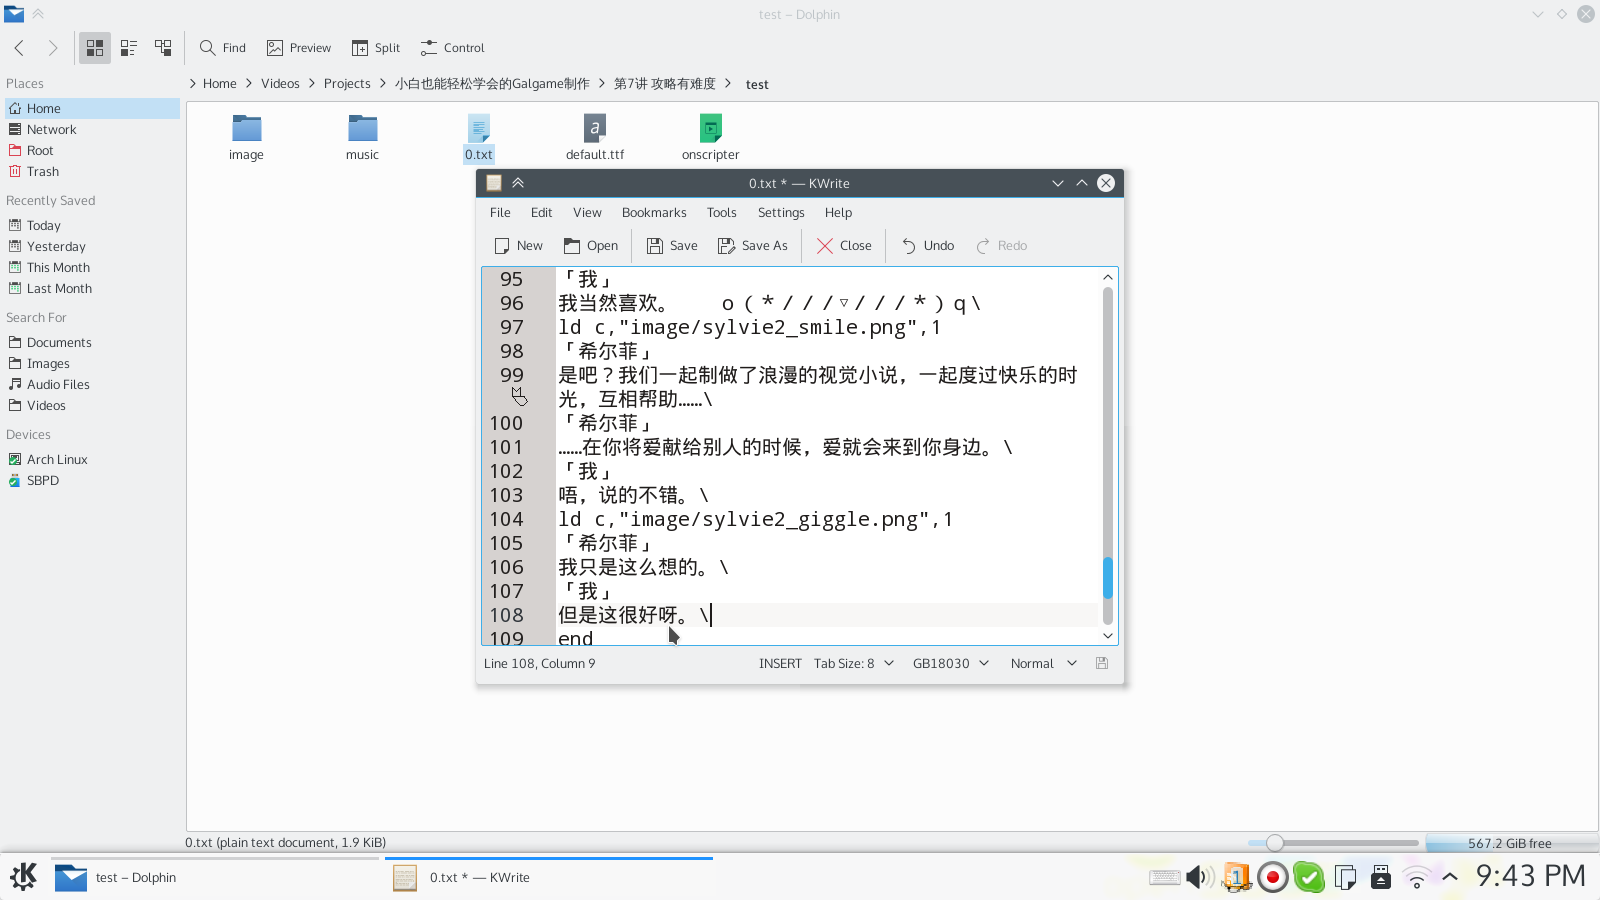 test – Dolphin
Find
Preview
Split
Control
Places
Home
Network
Root
Trash
Recently Saved
Today
Yesterday
This Month
Last Month
Search For
Documents
Images
Audio Files
Videos
Devices
Arch Linux
SBPD
Home
Videos
Projects
小白也能轻松学会的Galgame制作
第7讲 攻略有难度
test
image
music
0.txt
default.ttf
onscripter
0.txt * — KWrite
File
Edit
View
Bookmarks
Tools
Settings
Help
New
Open
Save
Save As
Close
Undo
Redo
95 「我」
96 我当然喜欢。 o（*///▽///*）q\
97 ld c,"image/sylvie2_smile.png",1
98 「希尔菲」
99 是吧？我们一起制做了浪漫的视觉小说，一起度过快乐的时
光，互相帮助……\
100 「希尔菲」
101 ……在你将爱献给别人的时候，爱就会来到你身边。\
102 「我」
103 唔，说的不错。\
104 ld c,"image/sylvie2_giggle.png",1
105 「希尔菲」
106 我只是这么想的。\
107 「我」
108 但是这很好呀。\
109 end
Line 108, Column 9
INSERT
Tab Size: 8
GB18030
Normal
0.txt (plain text document, 1.9 KiB)
567.2 GiB free
test – Dolphin
0.txt * — KWrite
1
9:43 PM